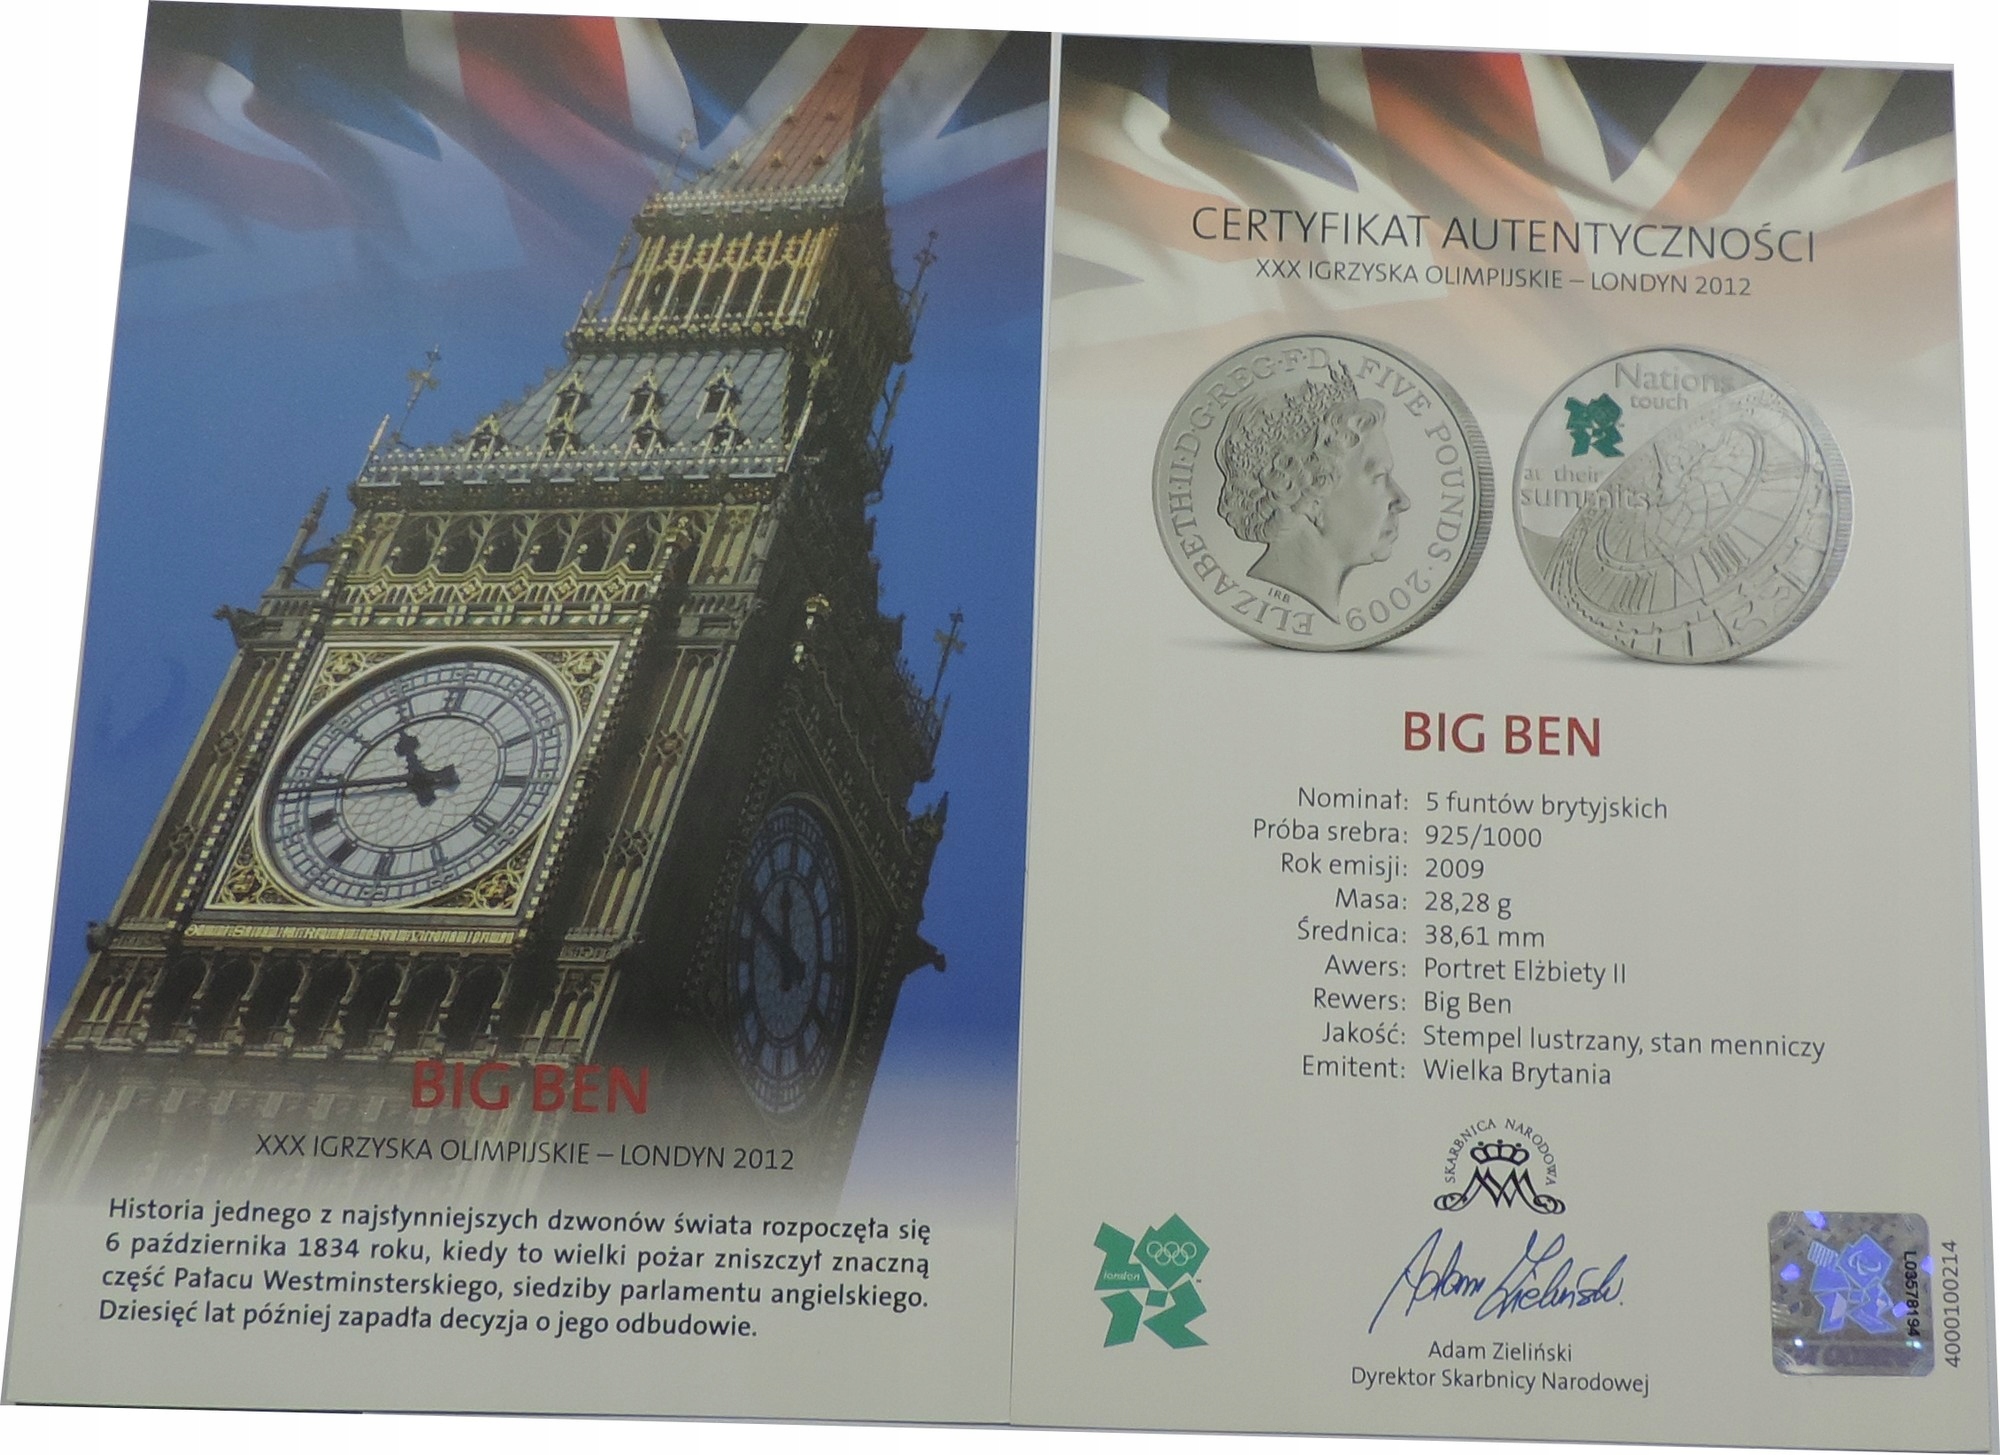 BIG BEN
XXX IGRZYSKA OLIMPIJSKIE – LONDYN 2012
Historia jednego z najsłynniejszych dzwonów świata rozpoczęła się
6 października 1834 roku, kiedy to wielki pożar zniszczył znaczną
część Pałacu Westminsterskiego, siedziby parlamentu angielskiego.
Dziesięć lat później zapadła decyzja o jego odbudowie.
CERTYFIKAT AUTENTYCZNOŚCI
XXX IGRZYSKA OLIMPIJSKIE – LONDYN 2012
ELIZABETH·II·D·G·REG·F·D FIVE POUNDS·2009
IRB
Nations
touch
at their
summits
BIG BEN
Nominał: 5 funtów brytyjskich
Próba srebra: 925/1000
Rok emisji: 2009
Masa: 28,28 g
Średnica: 38,61 mm
Awers: Portret Elżbiety II
Rewers: Big Ben
Jakość: Stempel lustrzany, stan menniczy
Emitent: Wielka Brytania
SKARBNICA NARODOWA
london
Adam Zieliński
Adam Zieliński
Dyrektor Skarbnicy Narodowej
L03578194
4000100214